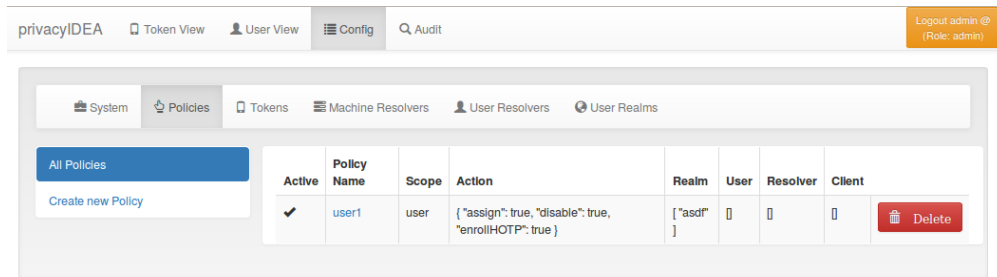 privacyIDEA Token View User View Config Audit Logout admin @
(Role: admin)
System Policies Tokens Machine Resolvers User Resolvers User Realms
All Policies
Create new Policy
Active Policy Name Scope Action Realm User Resolver Client
user1 user { "assign": true, "disable": true, [ "asdf" [] [] [] Delete
"enrollHOTP": true } ]